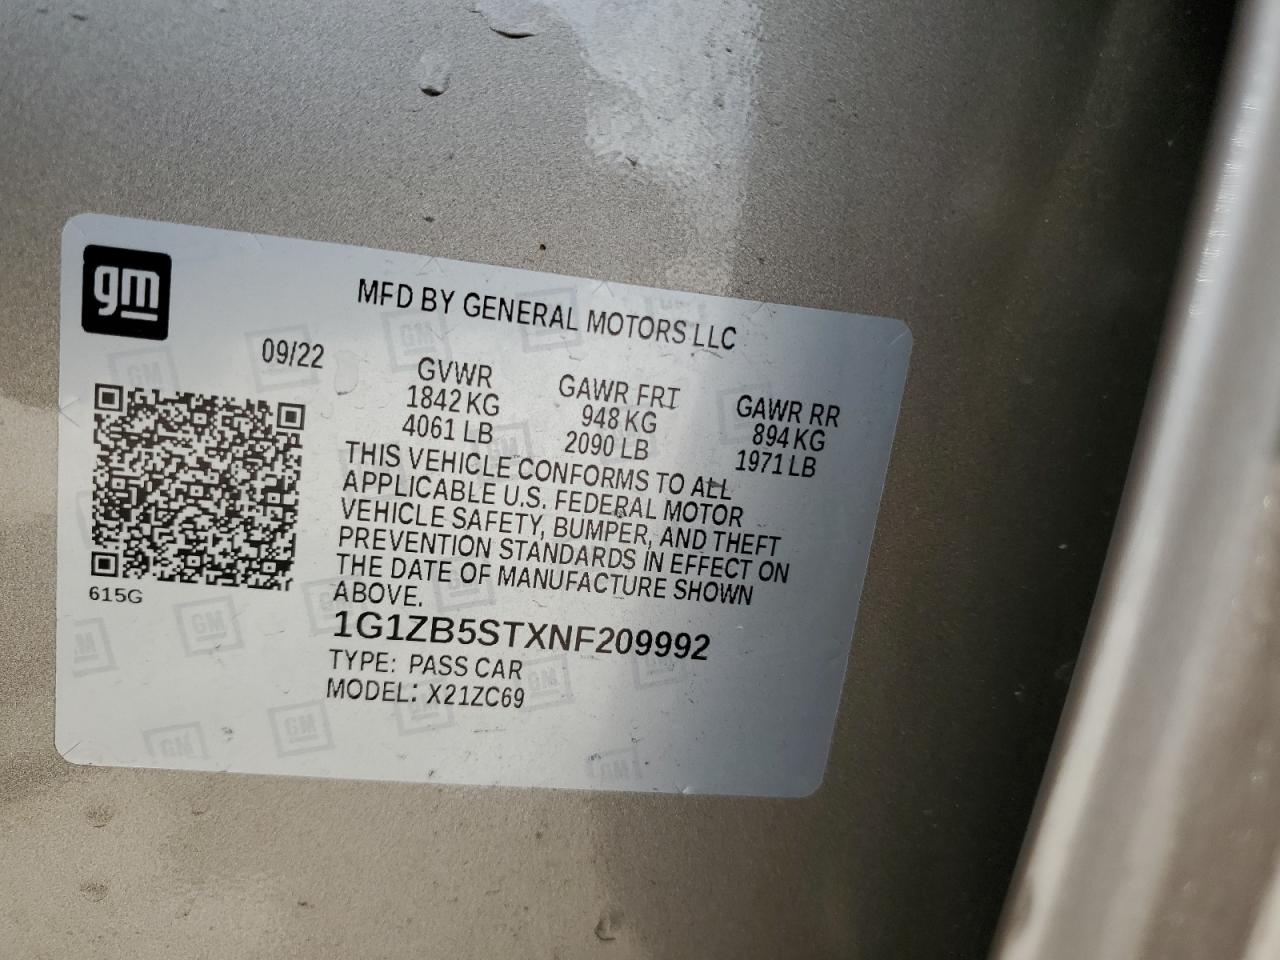 gm
MFD BY GENERAL MOTORS LLC
09/22
GVWR GAWR FRT GAWR RR
1842 KG 948 KG 894 KG
4061 LB 2090 LB 1971 LB
THIS VEHICLE CONFORMS TO ALL
APPLICABLE U.S. FEDERAL MOTOR
VEHICLE SAFETY, BUMPER, AND THEFT
PREVENTION STANDARDS IN EFFECT ON
THE DATE OF MANUFACTURE SHOWN
ABOVE.
615G
1G1ZB5STXNF209992
TYPE: PASS CAR
MODEL: X21ZC69